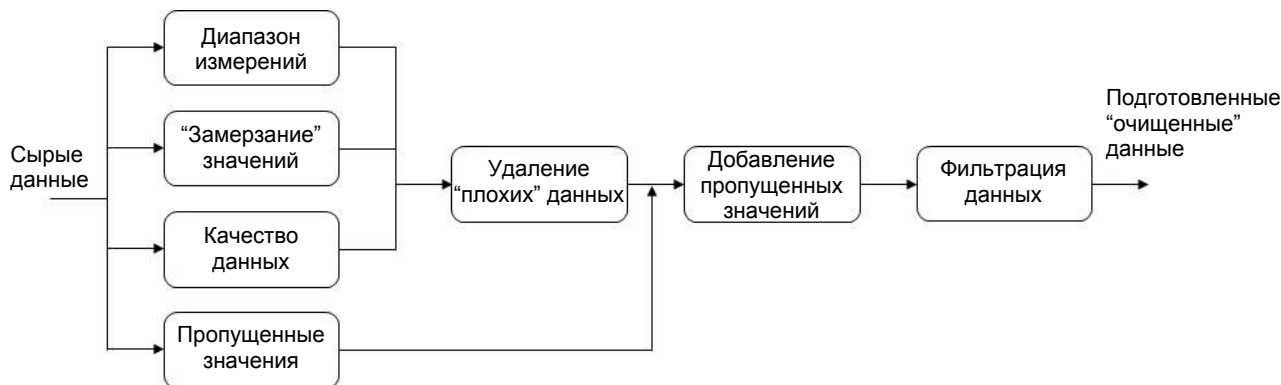 Сырые
данные
Диапазон
измерений
“Замерзание”
значений
Качество
данных
Пропущенные
значения
Удаление
“плохих” данных
Добавление
пропущенных
значений
Фильтрация
данных
Подготовленные
“очищенные”
данные